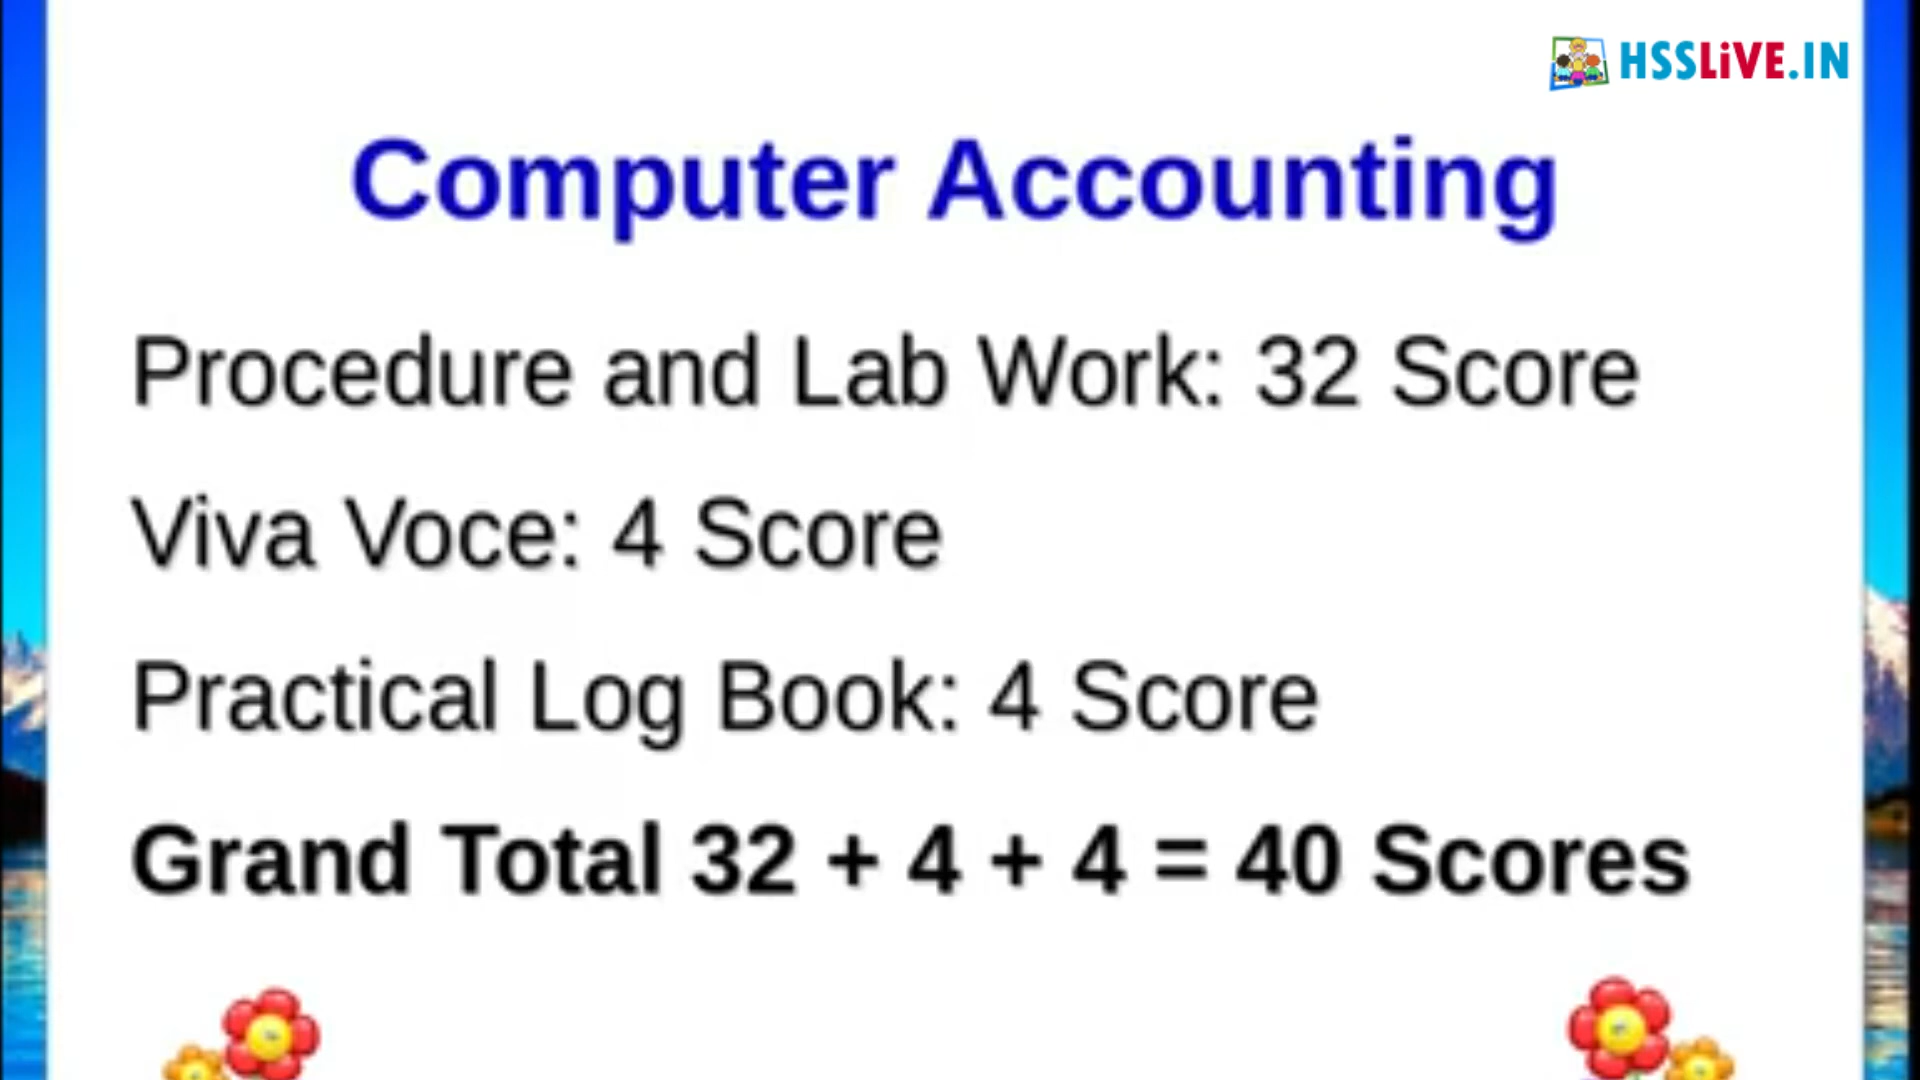 HSSLiVE.IN
Computer Accounting
Procedure and Lab Work: 32 Score
Viva Voce: 4 Score
Practical Log Book: 4 Score
Grand Total 32 + 4 + 4 = 40 Scores